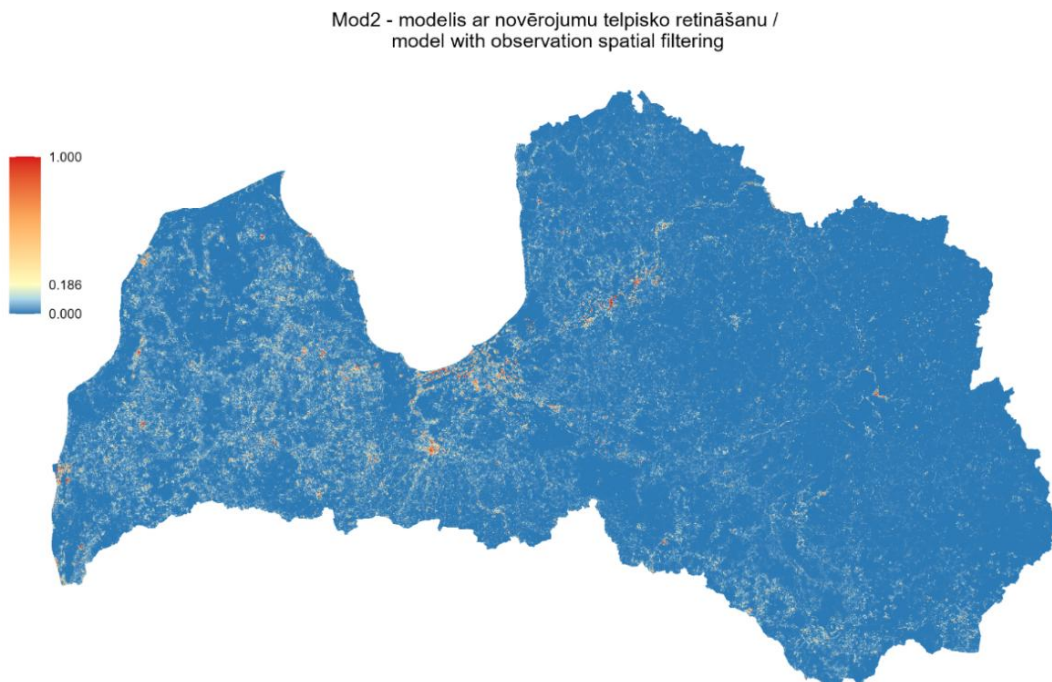 Mod2 - modelis ar novērojumu telpisko retināšanu /
model with observation spatial filtering
1.000
0.186
0.000